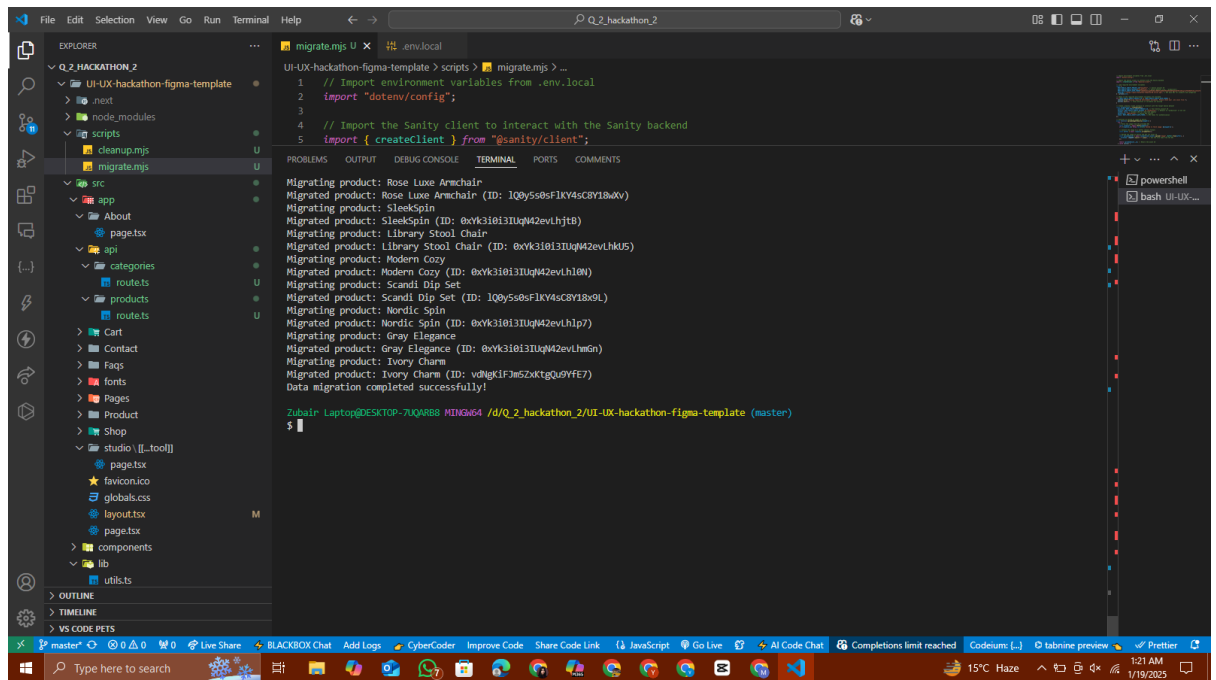 File Edit Selection View Go Run Terminal Help
Q_2_hackathon_2
EXPLORER
Q_2_HACKATHON_2
UI-UX-hackathon-figma-template
.next
node_modules
scripts
cleanup.mjs U
migrate.mjs U
src
app
About
page.tsx
api
categories
route.ts U
products
route.ts U
Cart
Contact
Faqs
fonts
Pages
Product
Shop
studio \ [[...tool]]
page.tsx
favicon.ico
globals.css
layout.tsx M
page.tsx
components
lib
utils.ts
OUTLINE
TIMELINE
VS CODE PETS
11
migrate.mjs U
.env.local
UI-UX-hackathon-figma-template > scripts > migrate.mjs > ...
1 // Import environment variables from .env.local
2 import "dotenv/config";
3
4 // Import the Sanity client to interact with the Sanity backend
5 import { createClient } from "@sanity/client";
PROBLEMS OUTPUT DEBUG CONSOLE TERMINAL PORTS COMMENTS
Migrating product: Rose Luxe Armchair
Migrated product: Rose Luxe Armchair (ID: lQ0y5s0sFlKY4sC8Y18wXv)
Migrating product: SleekSpin
Migrated product: SleekSpin (ID: 0xYk3i0i3IUqN42evLhjtB)
Migrating product: Library Stool Chair
Migrated product: Library Stool Chair (ID: 0xYk3i0i3IUqN42evLhkU5)
Migrating product: Modern Cozy
Migrated product: Modern Cozy (ID: 0xYk3i0i3IUqN42evLhl0N)
Migrating product: Scandi Dip Set
Migrated product: Scandi Dip Set (ID: lQ0y5s0sFlKY4sC8Y18x9L)
Migrating product: Nordic Spin
Migrated product: Nordic Spin (ID: 0xYk3i0i3IUqN42evLhlp7)
Migrating product: Gray Elegance
Migrated product: Gray Elegance (ID: 0xYk3i0i3IUqN42evLhmGn)
Migrating product: Ivory Charm
Migrated product: Ivory Charm (ID: vdNgKiFJm5ZxKtgQu9YfE7)
Data migration completed successfully!
Zubair Laptop@DESKTOP-7UQARB8 MINGW64 /d/Q_2_hackathon_2/UI-UX-hackathon-figma-template (master)
$
powershell
bash UI-UX-...
master* 0 0 0 Live Share BLACKBOX Chat Add Logs CyberCoder Improve Code Share Code Link JavaScript Go Live AI Code Chat Completions limit reached Codeium: {...} tabnine preview Prettier
Type here to search
15°C Haze
1:21 AM
1/19/2025